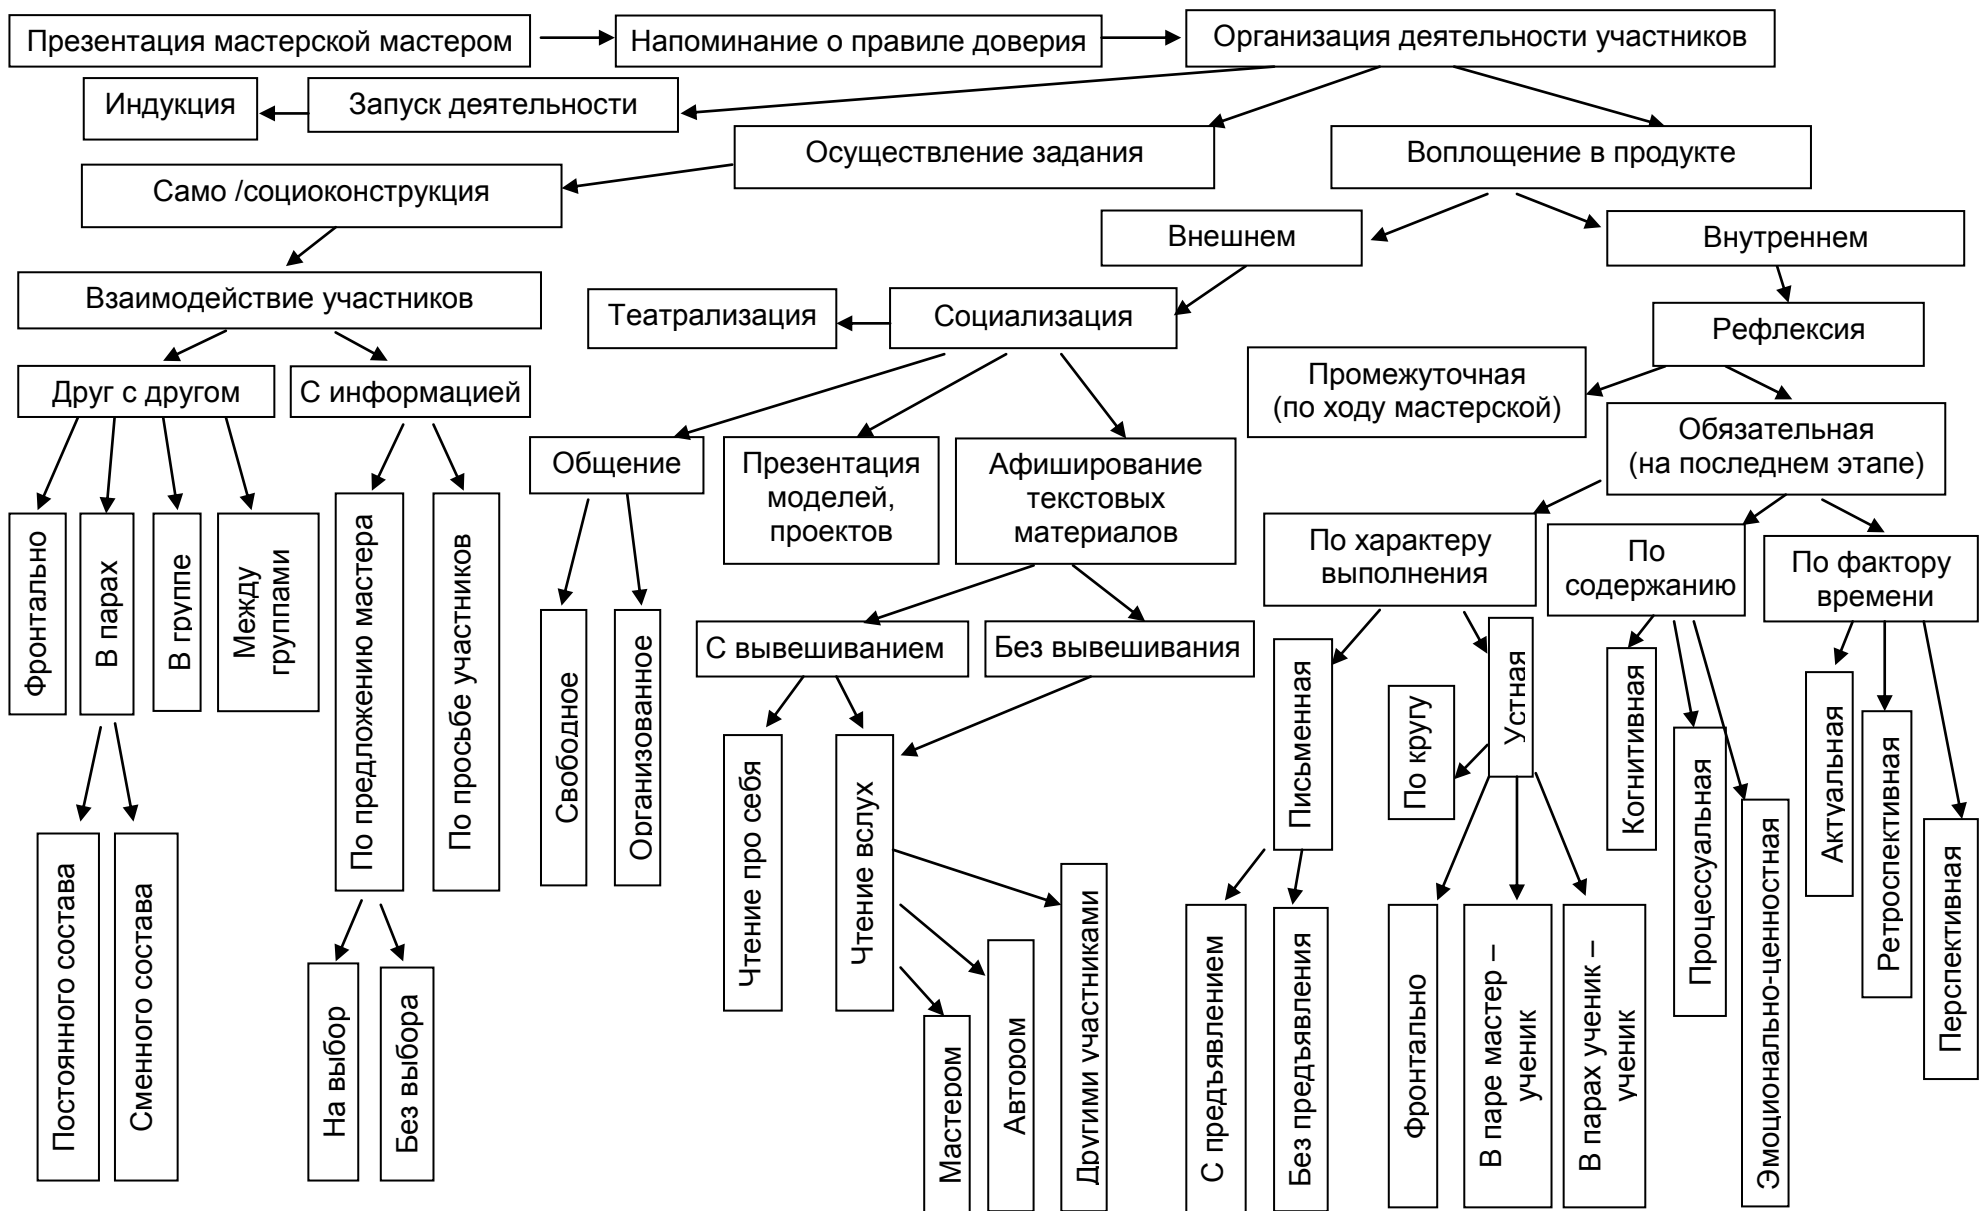 Презентация мастерской мастером
Напоминание о правиле доверия
Организация деятельности участников
Индукция
Запуск деятельности
Осуществление задания
Воплощение в продукте
Само /социоконструкция
Внешнем
Внутреннем
Взаимодействие участников
Театрализация
Социализация
Рефлексия
Друг с другом
С информацией
Промежуточная
(по ходу мастерской)
Обязательная
(на последнем этапе)
Общение
Презентация
моделей,
проектов
Афиширование
текстовых
материалов
По характеру
выполнения
По
содержанию
По фактору
времени
Фронтально
В парах
В группе
Между
группами
По предложению мастера
По просьбе участников
Свободное
Организованное
С вывешиванием
Без вывешивания
Письменная
Устная
По кругу
Когнитивная
Процессуальная
Эмоционально-ценностная
Актуальная
Ретроспективная
Перспективная
Чтение про себя
Чтение вслух
Постоянного состава
Сменного состава
На выбор
Без выбора
Мастером
Автором
Другими участниками
С предъявлением
Без предъявления
Фронтально
В паре мастер –
ученик
В парах ученик –
ученик